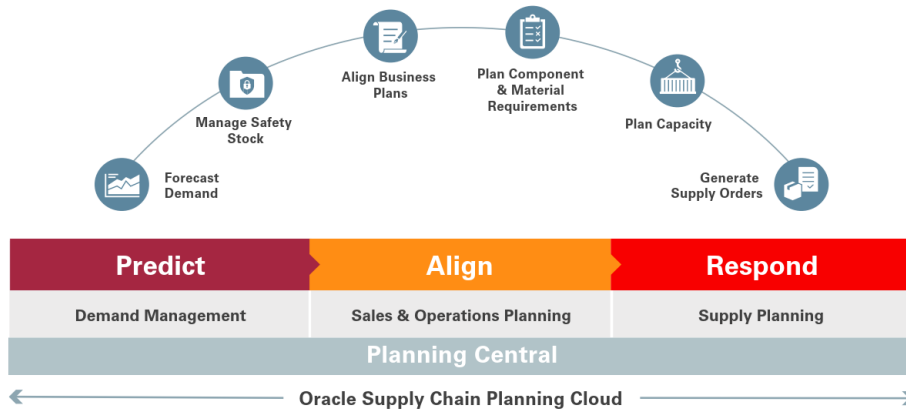 Forecast
Demand
Manage Safety
Stock
Align Business
Plans
Plan Component
& Material
Requirements
Plan Capacity
Generate
Supply Orders
Predict
Align
Respond
Demand Management
Sales & Operations Planning
Supply Planning
Planning Central
Oracle Supply Chain Planning Cloud